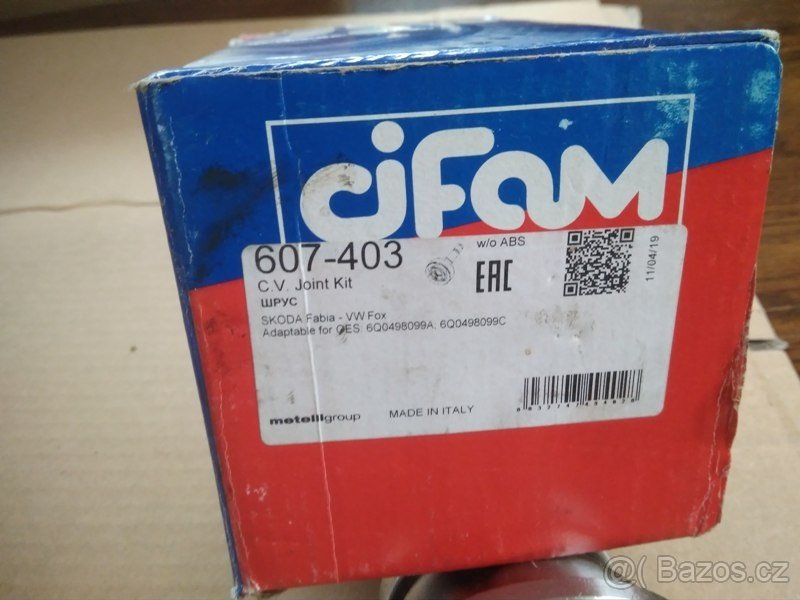 cifam
607-403
w/o ABS
C.V. Joint Kit
ШРУС
EAC
11/04/19
SKODA Fabia - VW Fox
Adaptable for OES: 6Q0498099A; 6Q0498099C
metelligroup
MADE IN ITALY
@( Bazos.cz